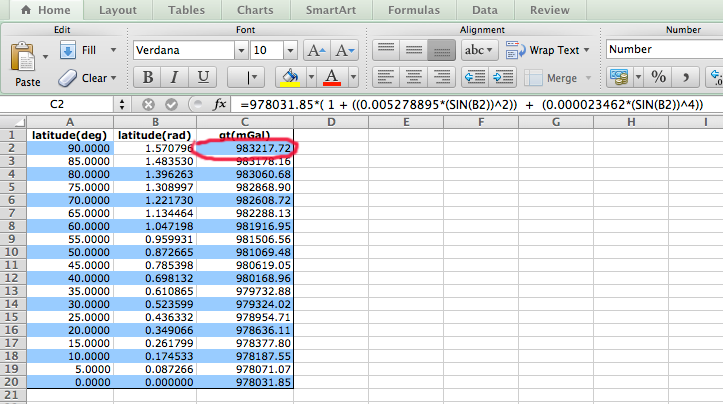 Home Layout Tables Charts SmartArt Formulas Data Review
Edit Font Alignment Number
Paste Fill Clear Verdana 10 A A abc Wrap Text Number
B I U A Merge % ,
C2 fx =978031.85*( 1 + ((0.005278895*(SIN(B2))^2)) + (0.000023462*(SIN(B2))^4))
A B C D E F G H I
1 latitude(deg) latitude(rad) gt(mGal)
2 90.0000 1.570796 983217.72
3 85.0000 1.483530 983178.16
4 80.0000 1.396263 983060.68
5 75.0000 1.308997 982868.90
6 70.0000 1.221730 982608.72
7 65.0000 1.134464 982288.13
8 60.0000 1.047198 981916.95
9 55.0000 0.959931 981506.56
10 50.0000 0.872665 981069.48
11 45.0000 0.785398 980619.05
12 40.0000 0.698132 980168.96
13 35.0000 0.610865 979732.88
14 30.0000 0.523599 979324.02
15 25.0000 0.436332 978954.71
16 20.0000 0.349066 978636.11
17 15.0000 0.261799 978377.80
18 10.0000 0.174533 978187.55
19 5.0000 0.087266 978071.07
20 0.0000 0.000000 978031.85
21